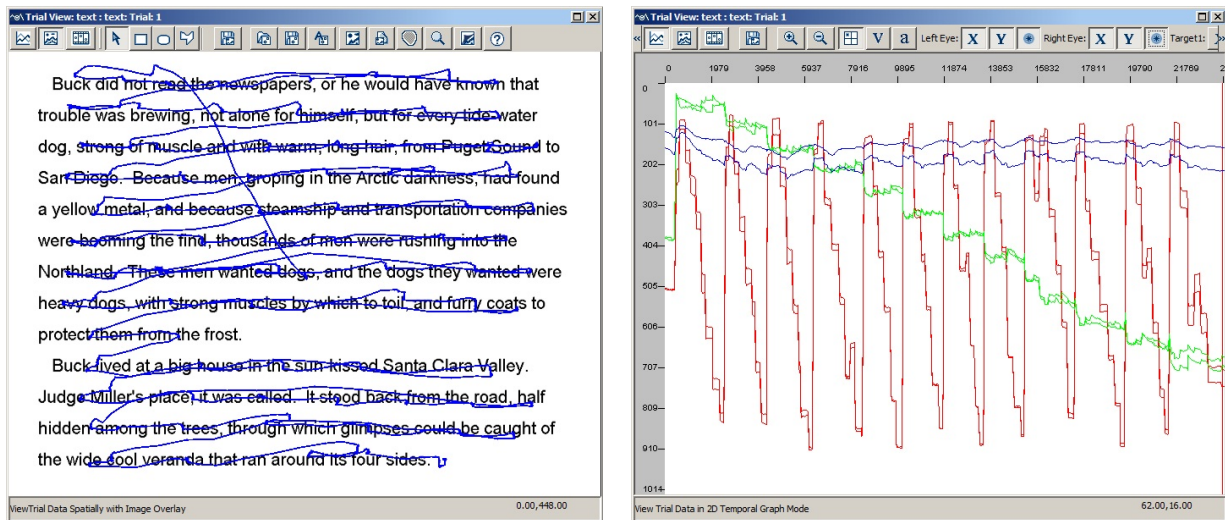 Trial View: text : text: Trial: 1
Buck did not read the newspapers, or he would have known that
trouble was brewing, not alone for himself, but for every tide-water
dog, strong of muscle and with warm, long hair, from Puget Sound to
San Diego. Because men, groping in the Arctic darkness, had found
a yellow metal, and because steamship and transportation companies
were booming the find, thousands of men were rushing into the
Northland. These men wanted dogs, and the dogs they wanted were
heavy dogs, with strong muscles by which to toil, and furry coats to
protect them from the frost.
Buck lived at a big house in the sun-kissed Santa Clara Valley.
Judge Miller's place, it was called. It stood back from the road, half
hidden among the trees, through which glimpses could be caught of
the wide cool veranda that ran around its four sides.
ViewTrial Data Spatially with Image Overlay 0.00,448.00
Trial View: text : text: Trial: 1
« V a Left Eye: X Y Right Eye: X Y Target1: »
0 1979 3958 5937 7916 9895 11874 13853 15832 17811 19790 21769
0
101
202
303
404
505
606
707
809
910
1014
View Trial Data in 2D Temporal Graph Mode 62.00,16.00